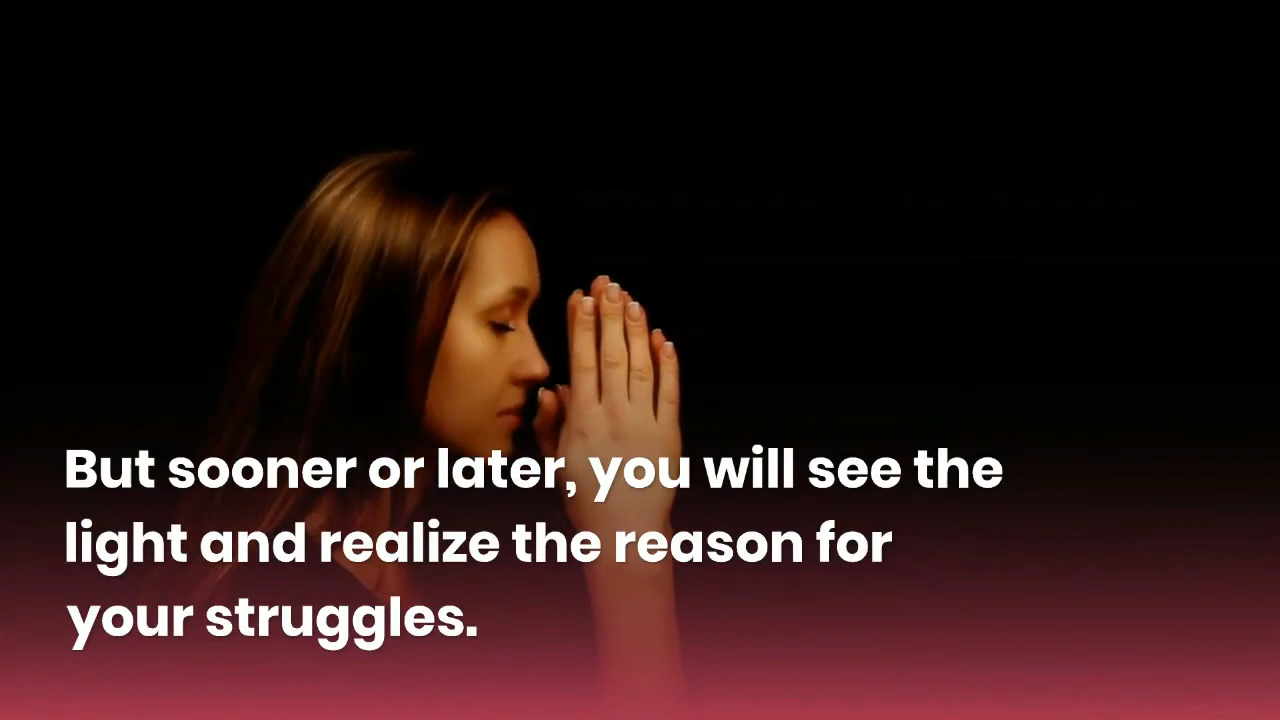 But sooner or later, you will see the
light and realize the reason for
your struggles.